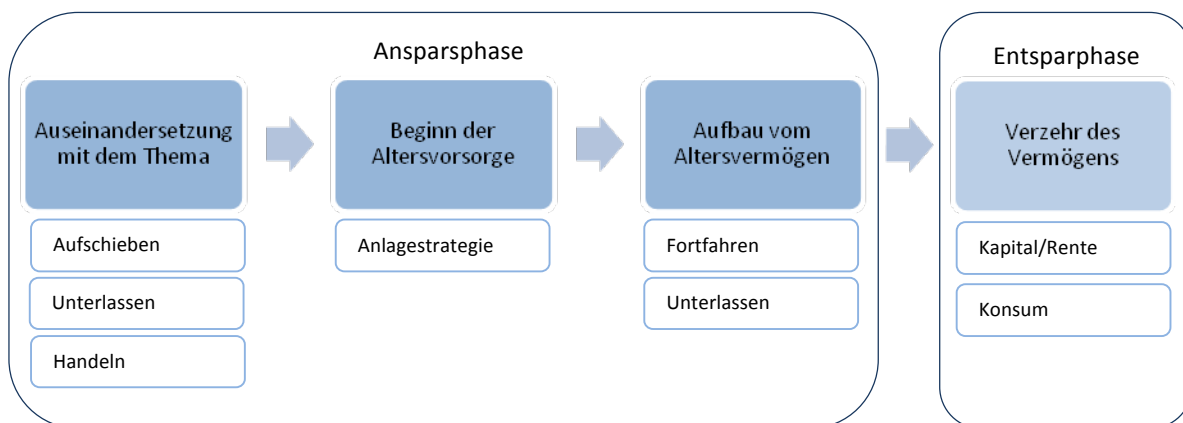 Ansparsphase
Auseinandersetzung
mit dem Thema
Aufschieben
Unterlassen
Handeln
Beginn der
Altersvorsorge
Anlagestrategie
Aufbau vom
Altersvermögen
Fortfahren
Unterlassen
Entsparphase
Verzehr des
Vermögens
Kapital/Rente
Konsum